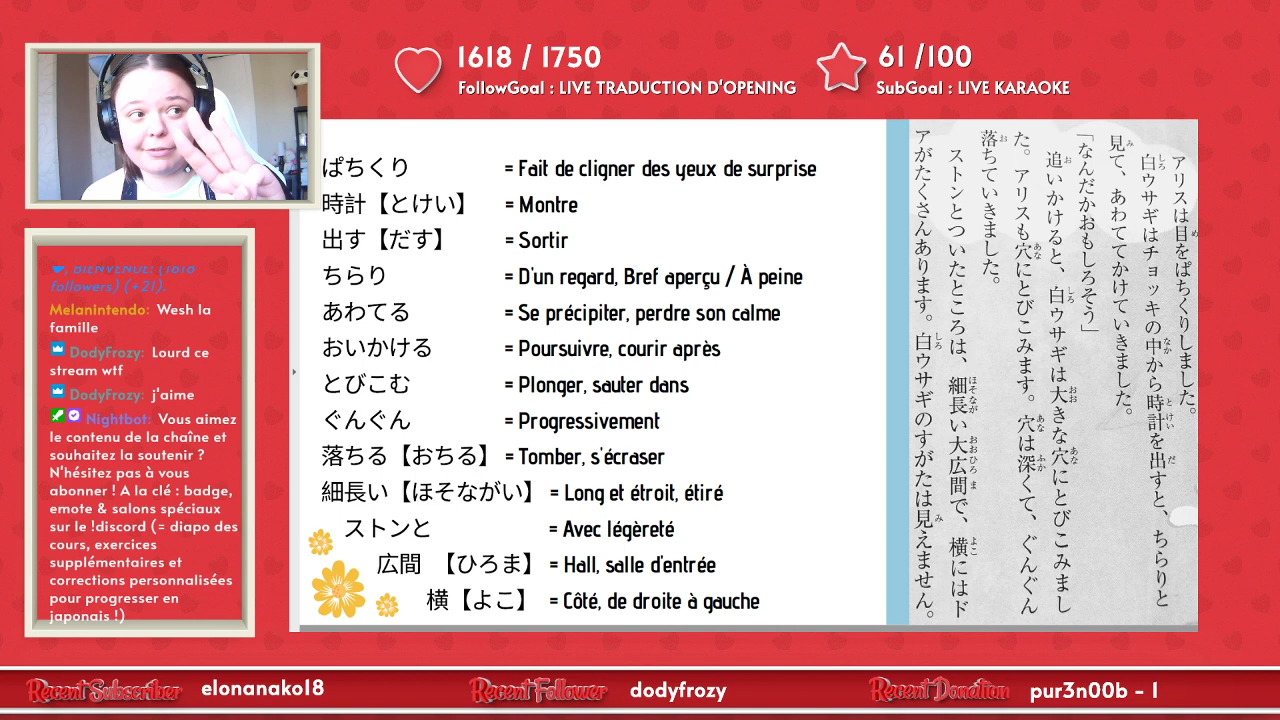 1618 / 1750
FollowGoal : LIVE TRADUCTION D'OPENING
61 /100
SubGoal : LIVE KARAOKE
ぱちくり = Fait de cligner des yeux de surprise
時計【とけい】 = Montre
出す【だす】 = Sortir
ちらり = D'un regard, Bref aperçu / À peine
あわてる = Se précipiter, perdre son calme
おいかける = Poursuivre, courir après
とびこむ = Plonger, sauter dans
ぐんぐん = Progressivement
落ちる【おちる】 = Tomber, s'écraser
細長い【ほそながい】 = Long et étroit, étiré
ストンと = Avec légèreté
広間 【ひろま】 = Hall, salle d'entrée
横【よこ】 = Côté, de droite à gauche
アリスは目をぱちくりしました。
白ウサギはチョッキの中から時計を出すと、ちらりと
見て、あわててかけていきました。
「なんだかおもしろそう」
追いかけると、白ウサギは大きな穴にとびこみまし
た。アリスも穴にとびこみます。穴は深くて、ぐんぐん
落ちていきました。
ストンとついたところは、細長い大広間で、横にはド
アがたくさんあります。白ウサギのすがたは見えません。
BIENVENUE! (1618
followers) (+21).
Melanintendo: Wesh la
famille
DodyFrozy: Lourd ce
stream wtf
DodyFrozy: j'aime
Nightbot: Vous aimez
le contenu de la chaîne et
souhaitez la soutenir ?
N'hésitez pas à vous
abonner ! A la clé : badge,
emote & salons spéciaux
sur le !discord (= diapo des
cours, exercices
supplémentaires et
corrections personnalisées
pour progresser en
japonais !)
Recent Subscriber elonanako18
Recent Follower dodyfrozy
Recent Donation pur3n00b - 1